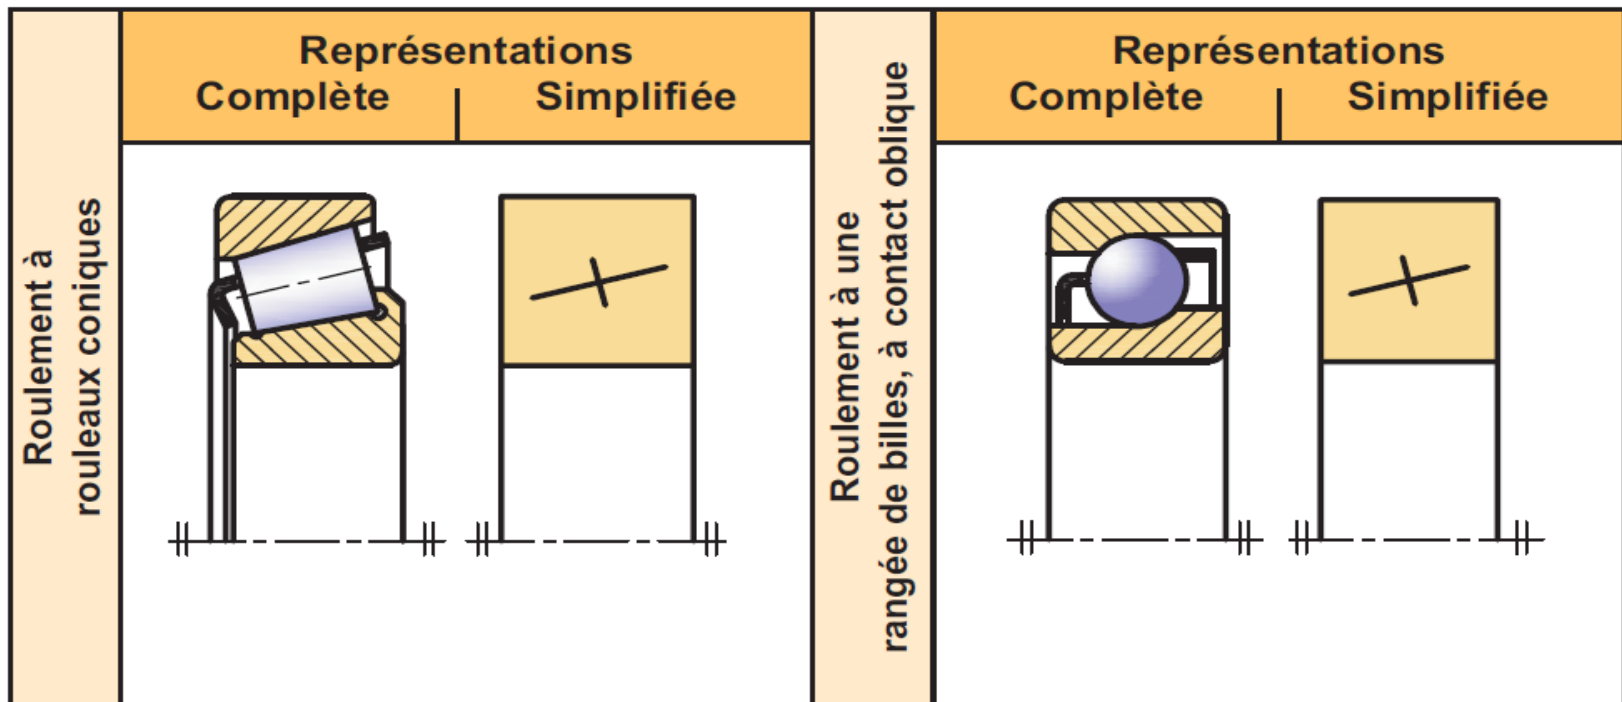 Roulement à
rouleaux coniques
Représentations
Complète Simplifiée
Roulement à une
rangée de billes, à contact oblique
Représentations
Complète Simplifiée